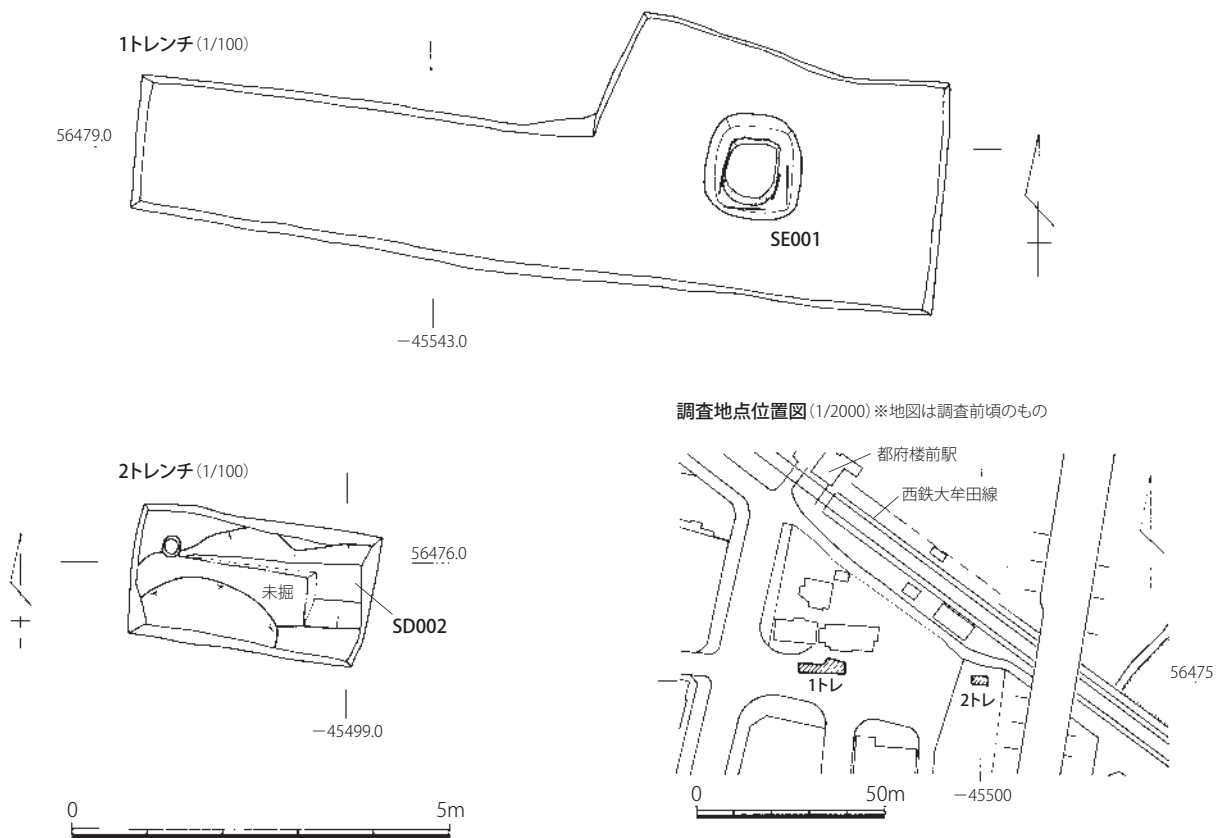 1トレンチ(1/100)
56479.0
SE001
−45543.0
調査地点位置図(1/2000)※地図は調査前頃のもの
都府楼前駅
西鉄大牟田線
2トレンチ(1/100)
56476.0
未掘
SD002
−45499.0
1トレ
2トレ
56475
−45500
0 5m
0 50m